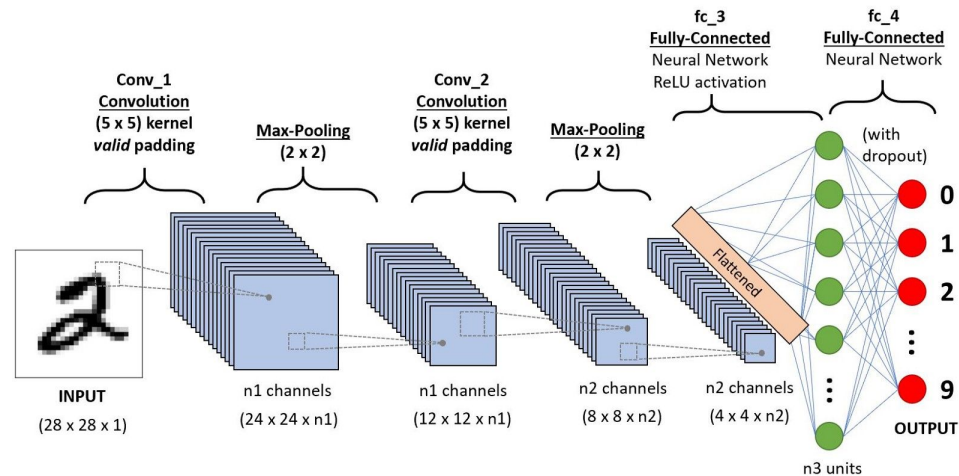 fc_3
Fully-Connected
Neural Network
ReLU activation
fc_4
Fully-Connected
Neural Network
Conv_1
Convolution
(5 x 5) kernel
valid padding
Max-Pooling
(2 x 2)
Conv_2
Convolution
(5 x 5) kernel
valid padding
Max-Pooling
(2 x 2)
(with
dropout)
Flattened
0
1
2
9
INPUT
(28 x 28 x 1)
n1 channels
(24 x 24 x n1)
n1 channels
(12 x 12 x n1)
n2 channels
(8 x 8 x n2)
n2 channels
(4 x 4 x n2)
OUTPUT
n3 units